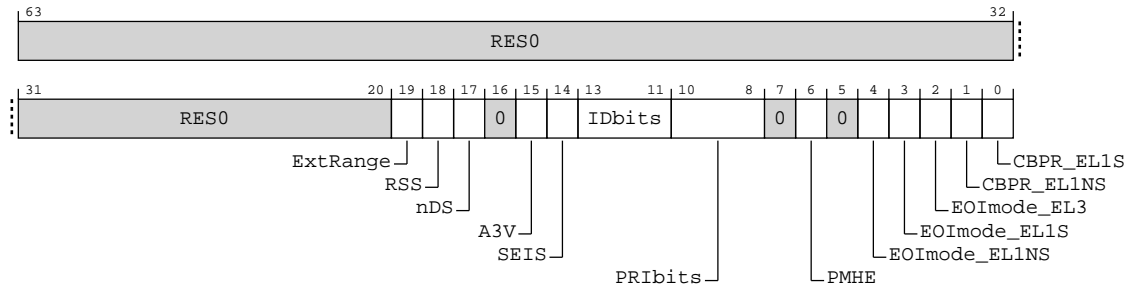 63 32
RES0
31 20 19 18 17 16 15 14 13 11 10 8 7 6 5 4 3 2 1 0
RES0 0 IDbits 0 0
ExtRange CBPR_EL1S
RSS CBPR_EL1NS
nDS EOImode_EL3
A3V EOImode_EL1S
SEIS EOImode_EL1NS
PRIbits PMHE